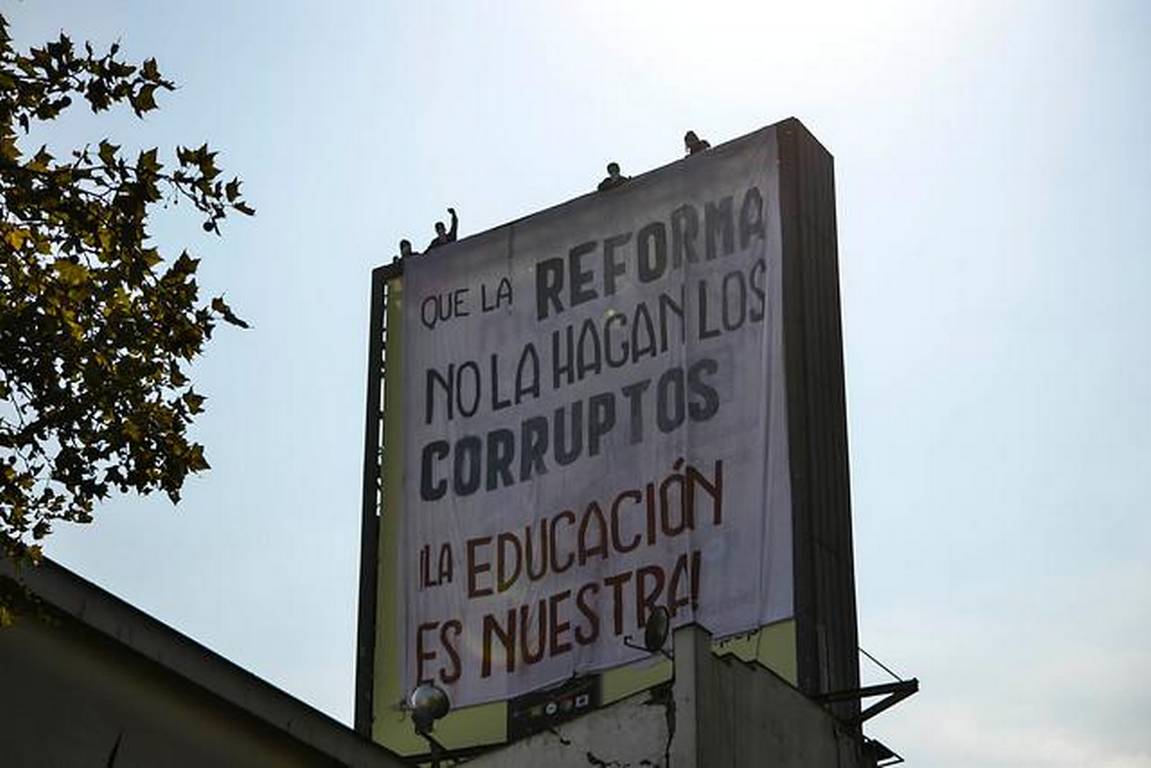 QUE LA REFORMA
NO LA HAGAN LOS
CORRUPTOS
¡LA EDUCACIÓN
ES NUESTRA!